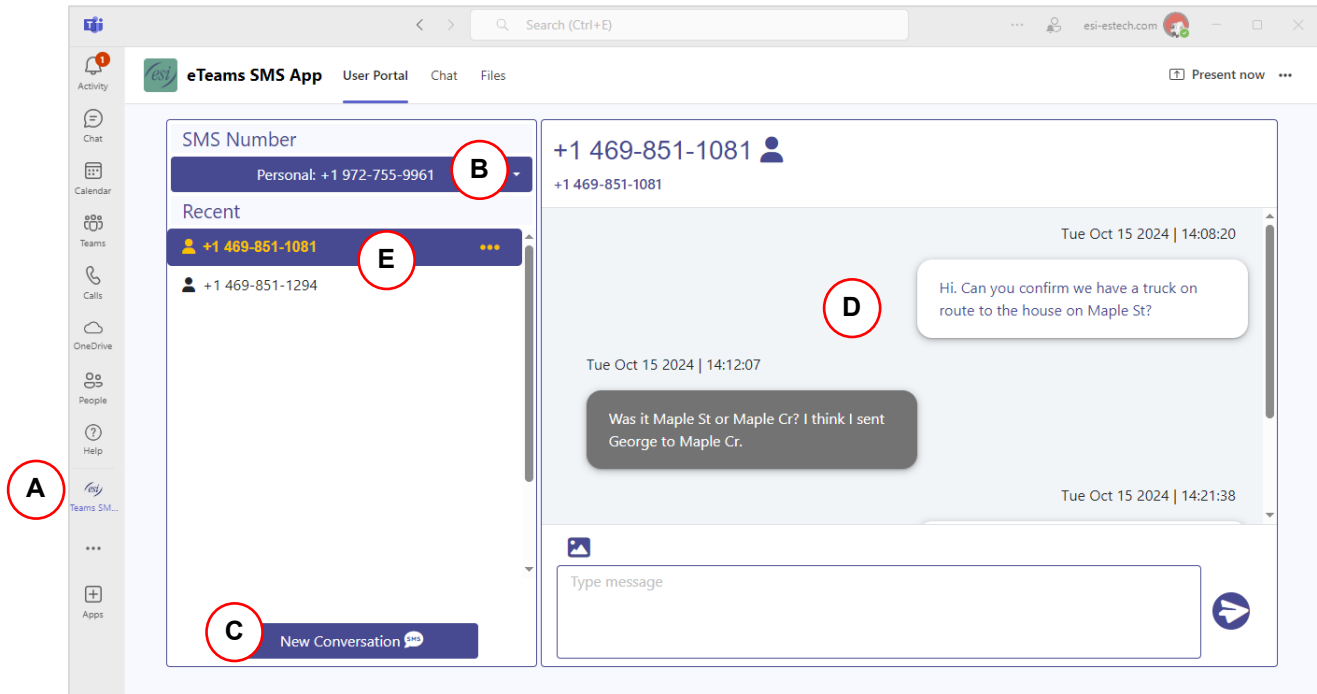 Search (Ctrl+E)
esi-estech.com
1
Activity
Chat
Calendar
Teams
Calls
OneDrive
People
Help
esi
Teams SM...
Apps
esi
eTeams SMS App
User Portal
Chat
Files
Present now
SMS Number
Personal: +1 972-755-9961
Recent
+1 469-851-1081
+1 469-851-1294
New Conversation SMS
+1 469-851-1081
+1 469-851-1081
Tue Oct 15 2024 | 14:08:20
Hi. Can you confirm we have a truck on
route to the house on Maple St?
Tue Oct 15 2024 | 14:12:07
Was it Maple St or Maple Cr? I think I sent
George to Maple Cr.
Tue Oct 15 2024 | 14:21:38
Type message
A
B
C
D
E